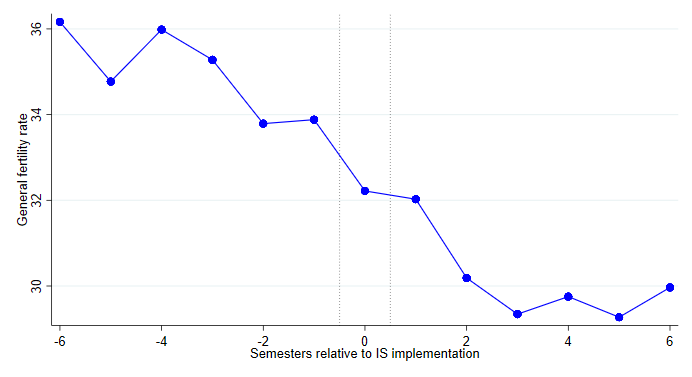 General fertility rate
36
34
32
30
-6 -4 -2 0 2 4 6
Semesters relative to IS implementation